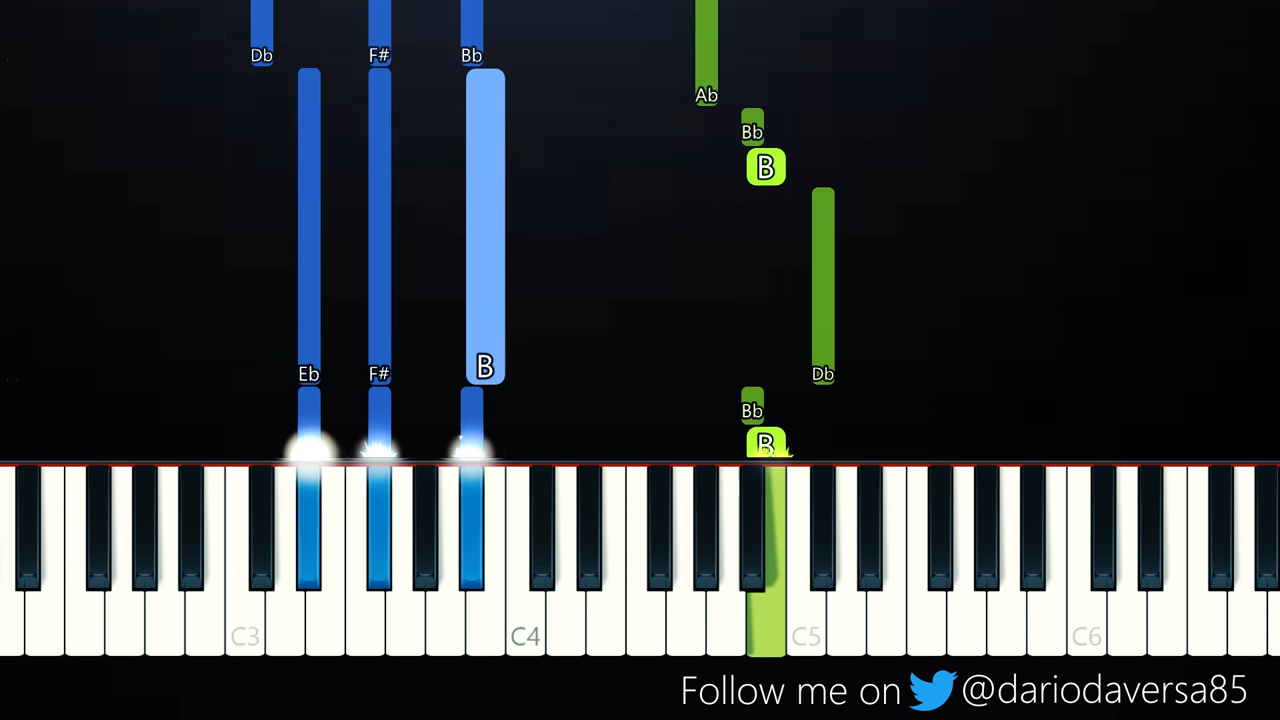 Db F# Bb
Ab
Bb
B
Eb F# B Db
Bb
B
C3 C4 C5 C6
Follow me on @dariodaversa85